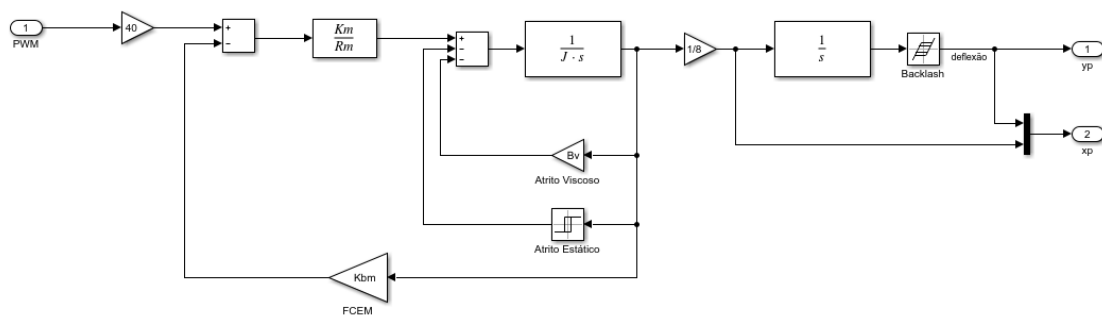 1
PWM
40
+
−
Km
Rm
+
−
−
1
J · s
1/8
1
s
Backlash
deflexão
1
yp
2
xp
Bv
Atrito Viscoso
Atrito Estático
Kbm
FCEM